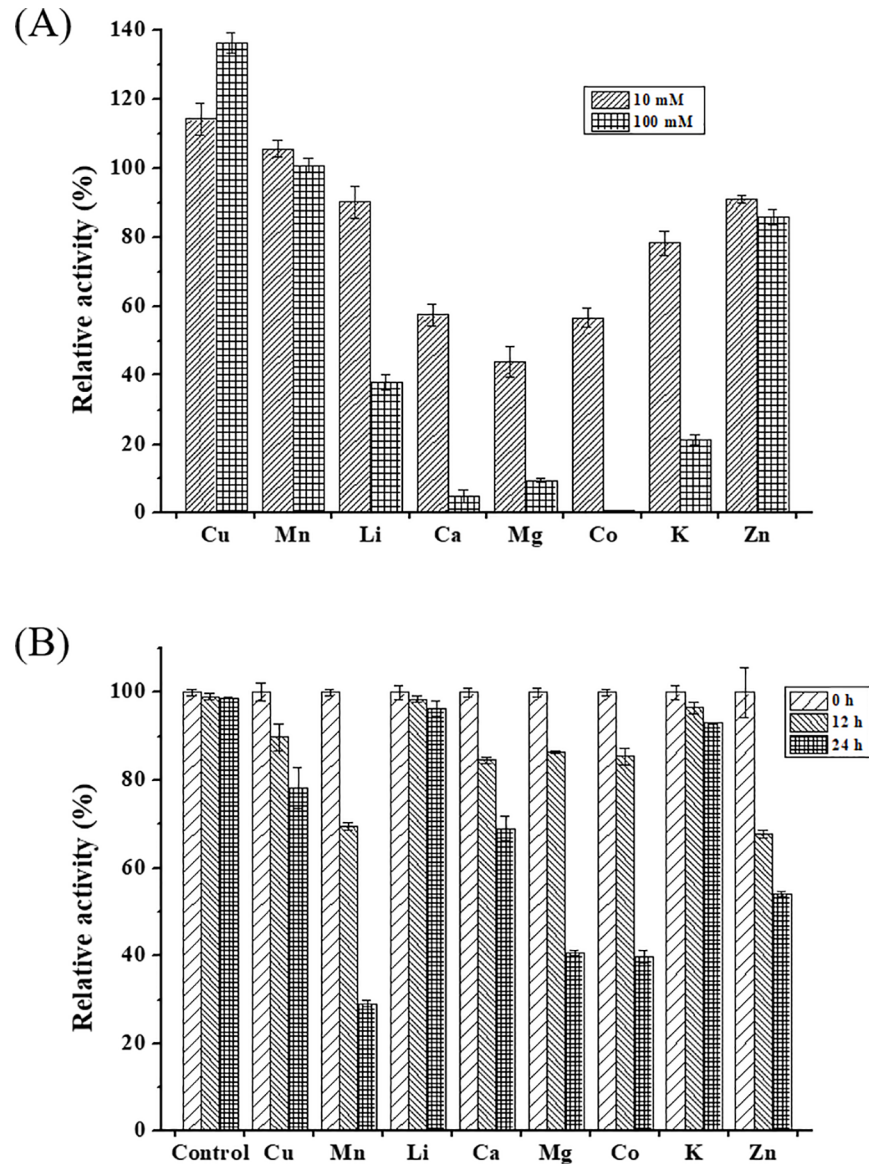 (A)
140
120
100
80
60
40
20
0
Relative activity (%)
10 mM
100 mM
Cu Mn Li Ca Mg Co K Zn
(B)
100
80
60
40
20
0
Relative activity (%)
0 h
12 h
24 h
Control Cu Mn Li Ca Mg Co K Zn